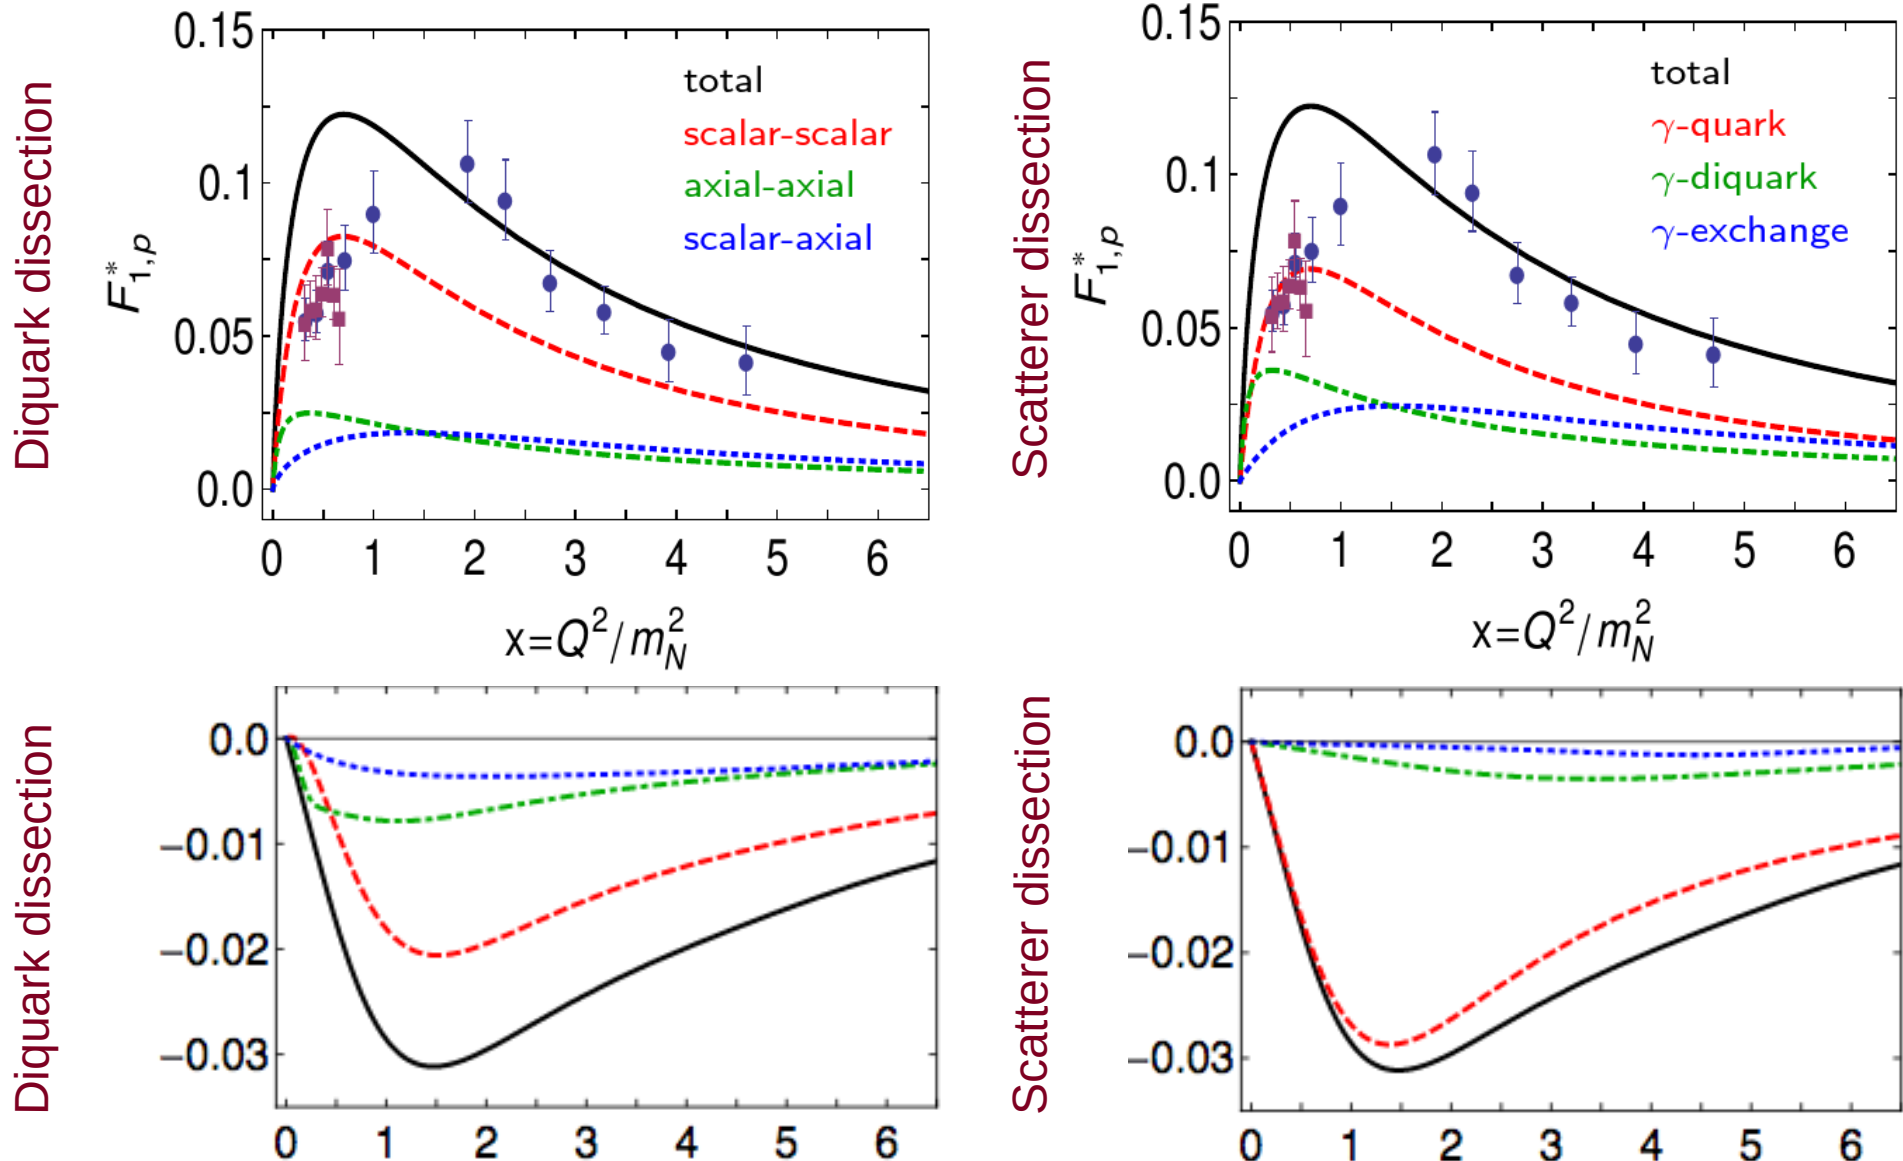 Diquark dissection
F*1,p
0.15
0.1
0.05
0.0
total
scalar-scalar
axial-axial
scalar-axial
0 1 2 3 4 5 6
x=Q²/m²N
Scatterer dissection
F*1,p
0.15
0.1
0.05
0.0
total
γ-quark
γ-diquark
γ-exchange
0 1 2 3 4 5 6
x=Q²/m²N
Diquark dissection
0.0
−0.01
−0.02
−0.03
0 1 2 3 4 5 6
Scatterer dissection
0.0
−0.01
−0.02
−0.03
0 1 2 3 4 5 6